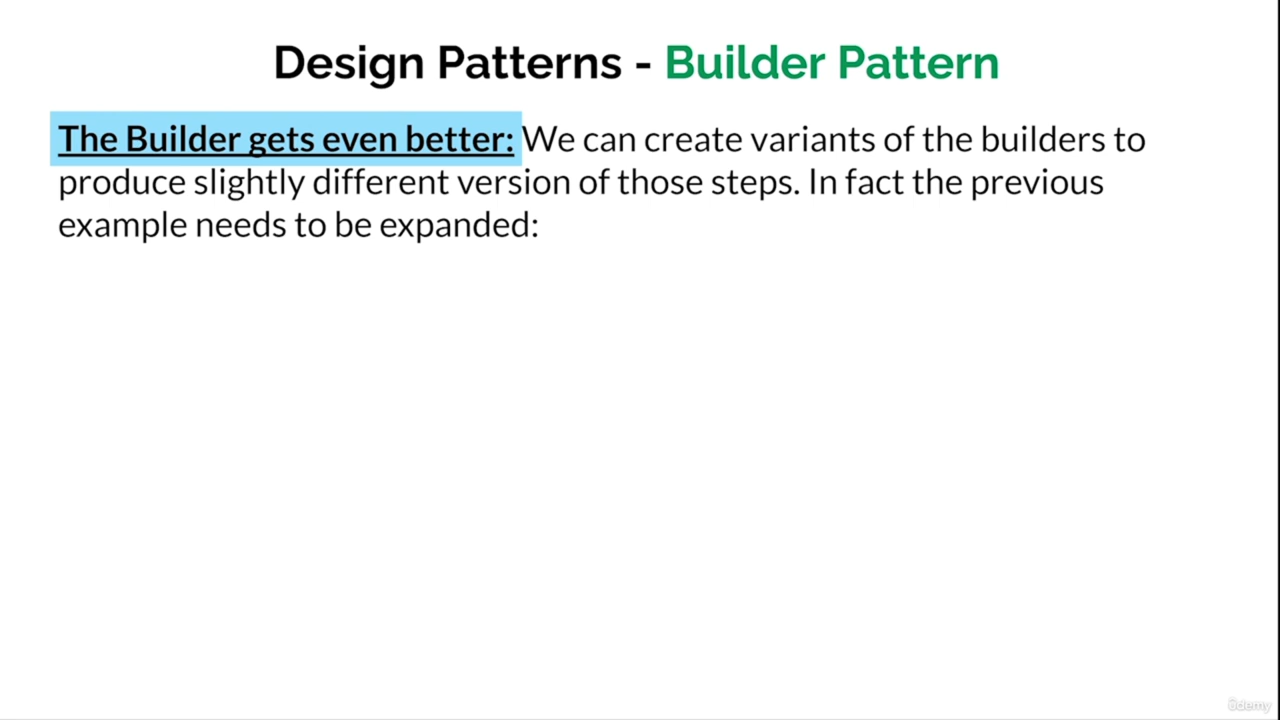 Design Patterns - Builder Pattern
The Builder gets even better: We can create variants of the builders to
produce slightly different version of those steps. In fact the previous
example needs to be expanded:
ûdemy